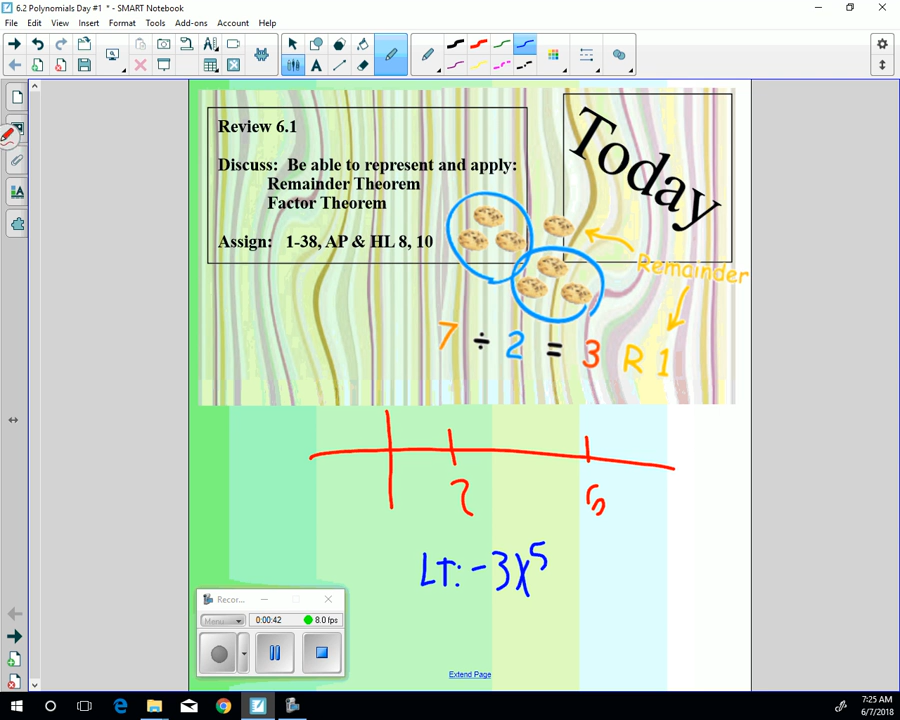 6.2 Polynomials Day #1 * - SMART Notebook
File Edit View Insert Format Tools Add-ons Account Help
Review 6.1
Today
Discuss: Be able to represent and apply:
Remainder Theorem
Factor Theorem
Assign: 1-38, AP & HL 8, 10
Remainder
7 ÷ 2 = 3 R 1
2
LT: -3x⁵
Recor...
Menu...
0:00:42
8.0 fps
Extend Page
7:25 AM
6/7/2018